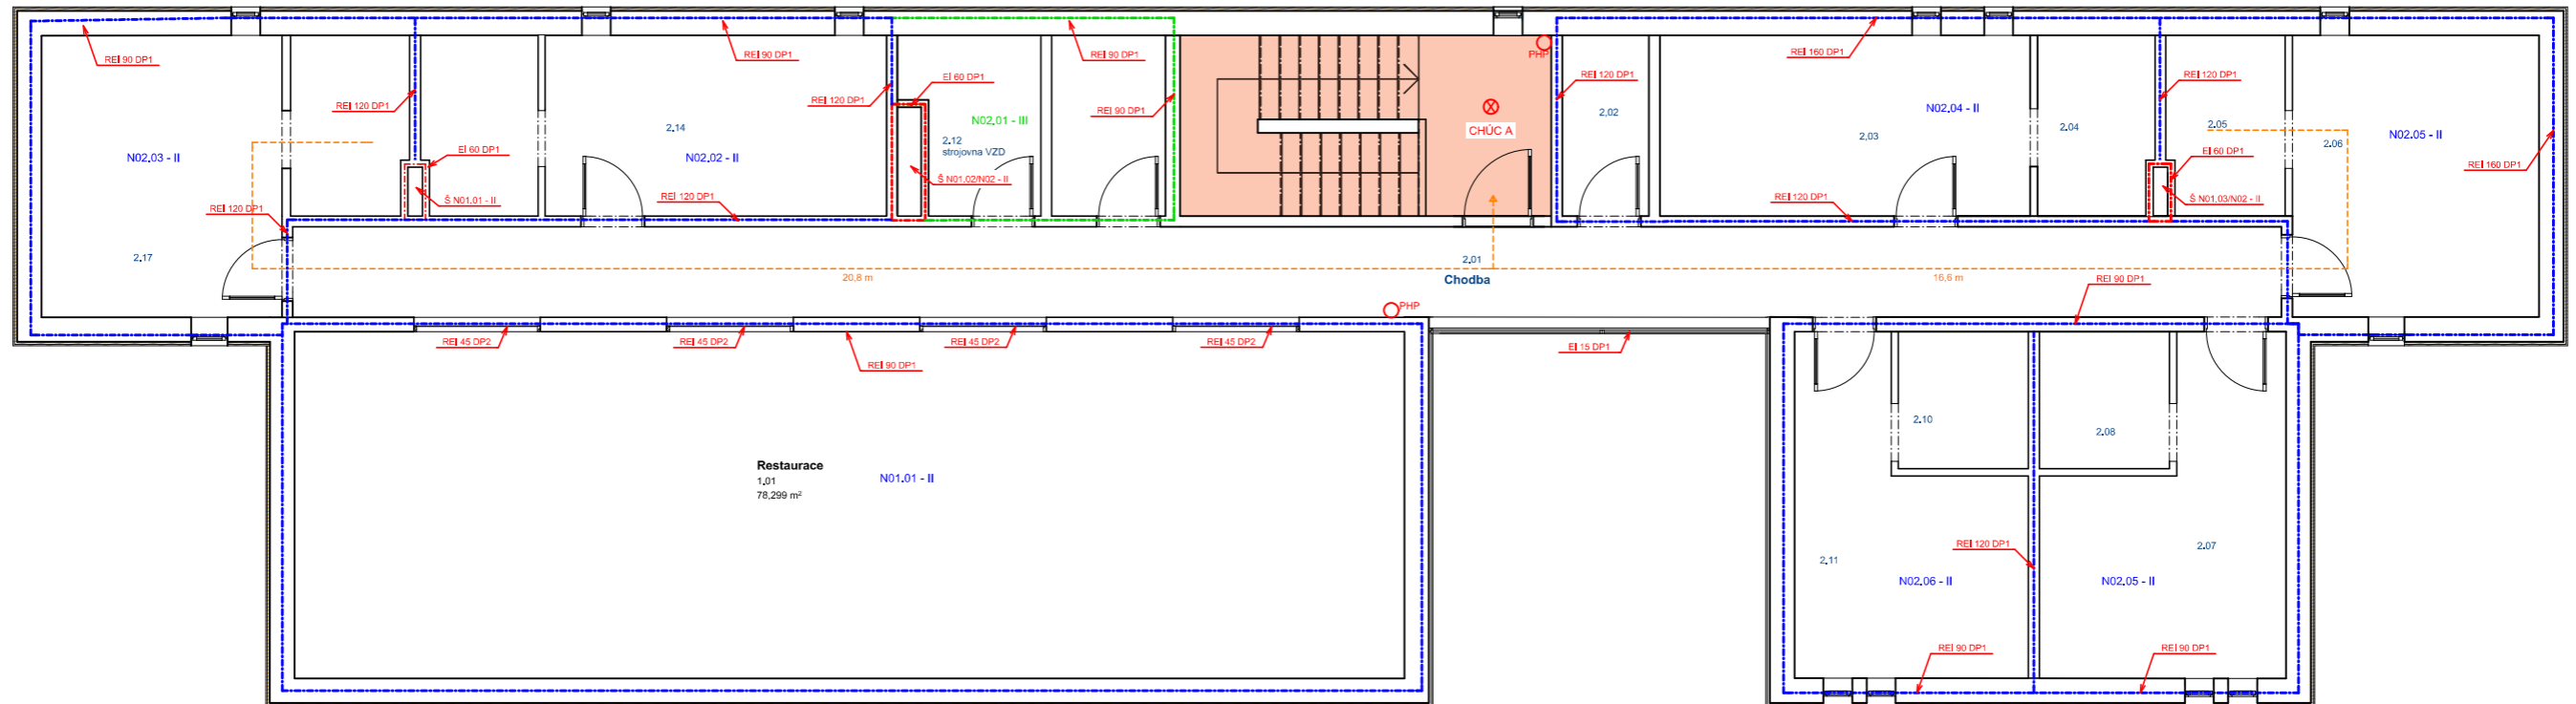 REI 90 DP1
REI 90 DP1
REI 90 DP1
REI 160 DP1
PHP
EI 60 DP1
REI 120 DP1
REI 120 DP1
REI 120 DP1
REI 120 DP1
REI 90 DP1
CHÚC A
2.02
N02.04 - II
2.03
2.04
2.05
2.06
N02.05 - II
N02.03 - II
2.14
N02.02 - II
N02.01 - III
2.12
strojovna VZD
EI 60 DP1
EI 60 DP1
REI 160 DP1
Š N01.02/N02 - II
Š N01.01 - II
REI 120 DP1
REI 120 DP1
Š N01.03/N02 - II
REI 120 DP1
2.17
2.01
20,8 m
Chodba
16,6 m
REI 90 DP1
PHP
REI 45 DP2
REI 45 DP2
REI 45 DP2
REI 45 DP2
REI 90 DP1
EI 15 DP1
2.10
2.08
Restaurace
1.01
78,299 m²
N01.01 - II
REI 120 DP1
2.11
2.07
N02.06 - II
N02.05 - II
REI 90 DP1
REI 90 DP1